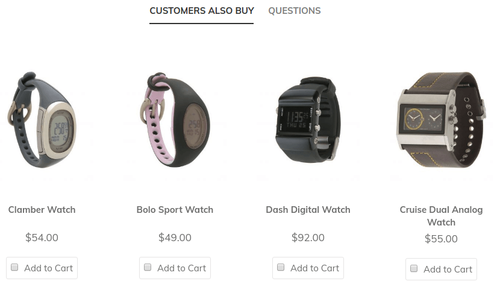 CUSTOMERS ALSO BUY QUESTIONS
Clamber Watch
$54.00
Add to Cart
Bolo Sport Watch
$49.00
Add to Cart
Dash Digital Watch
$92.00
Add to Cart
Cruise Dual Analog
Watch
$55.00
Add to Cart